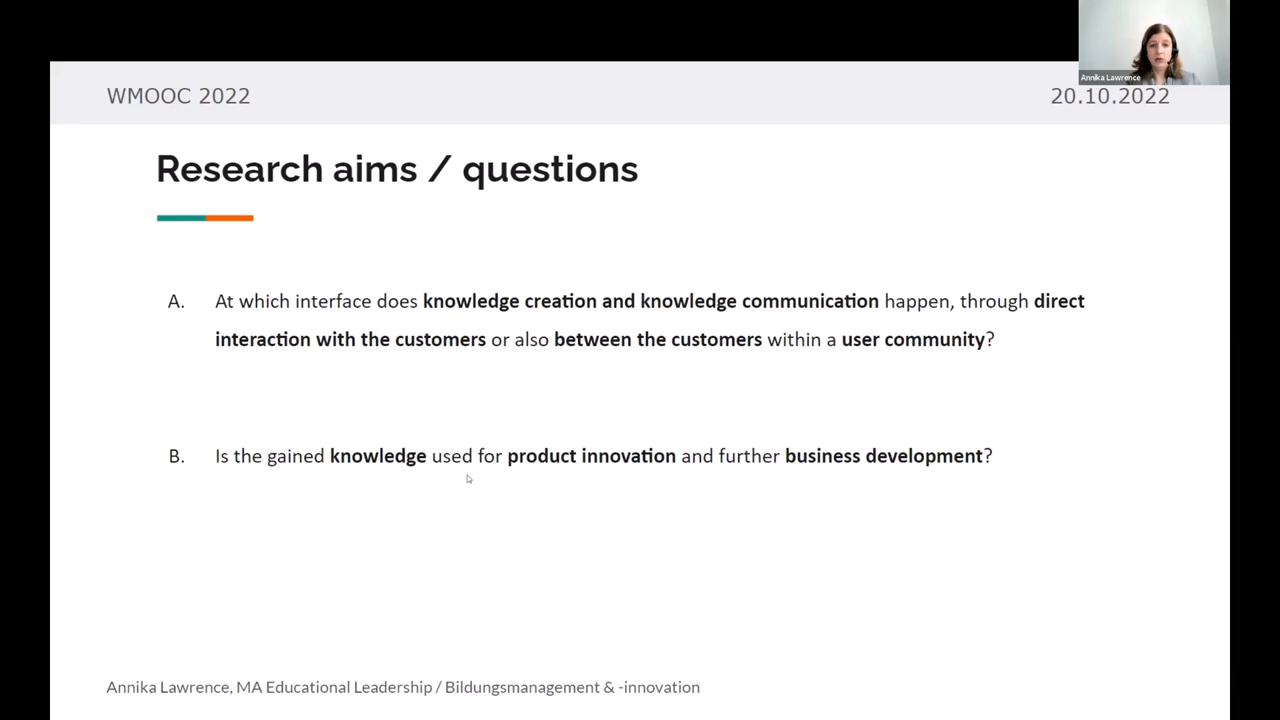 Annika Lawrence
WMOOC 2022
20.10.2022
Research aims / questions
A. At which interface does knowledge creation and knowledge communication happen, through direct
interaction with the customers or also between the customers within a user community?
B. Is the gained knowledge used for product innovation and further business development?
Annika Lawrence, MA Educational Leadership / Bildungsmanagement & -innovation